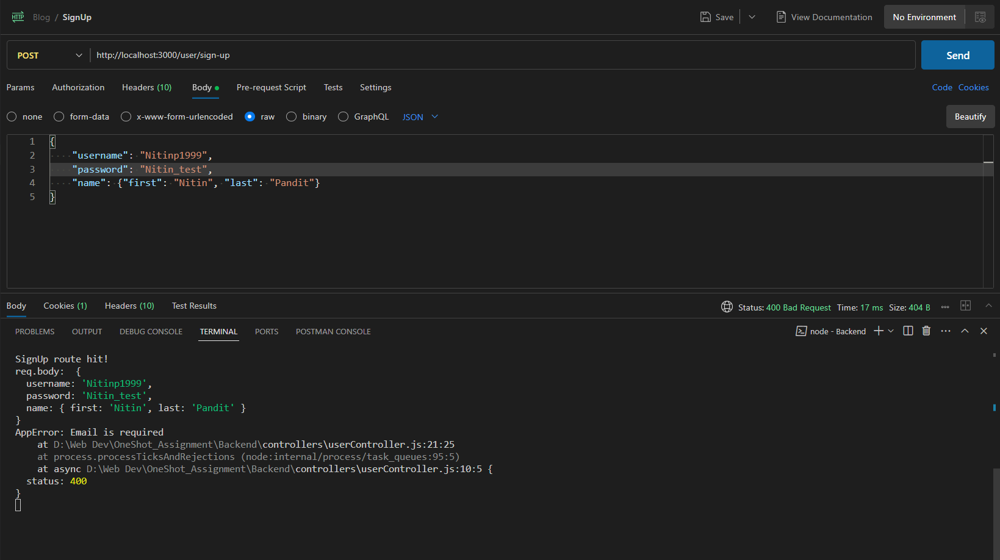 HTTP Blog / SignUp Save View Documentation No Environment
POST http://localhost:3000/user/sign-up Send
Params Authorization Headers (10) Body Pre-request Script Tests Settings Code Cookies
none form-data x-www-form-urlencoded raw binary GraphQL JSON Beautify
1 {
2 "username": "Nitinp1999",
3 "password": "Nitin_test",
4 "name": {"first": "Nitin", "last": "Pandit"}
5 }
Body Cookies (1) Headers (10) Test Results Status: 400 Bad Request Time: 17 ms Size: 404 B
PROBLEMS OUTPUT DEBUG CONSOLE TERMINAL PORTS POSTMAN CONSOLE node - Backend
SignUp route hit!
req.body:  {
  username: 'Nitinp1999',
  password: 'Nitin_test',
  name: { first: 'Nitin', last: 'Pandit' }
}
AppError: Email is required
    at D:\Web Dev\OneShot_Assignment\Backend\controllers\userController.js:21:25
    at process.processTicksAndRejections (node:internal/process/task_queues:95:5)
    at async D:\Web Dev\OneShot_Assignment\Backend\controllers\userController.js:10:5 {
  status: 400
}